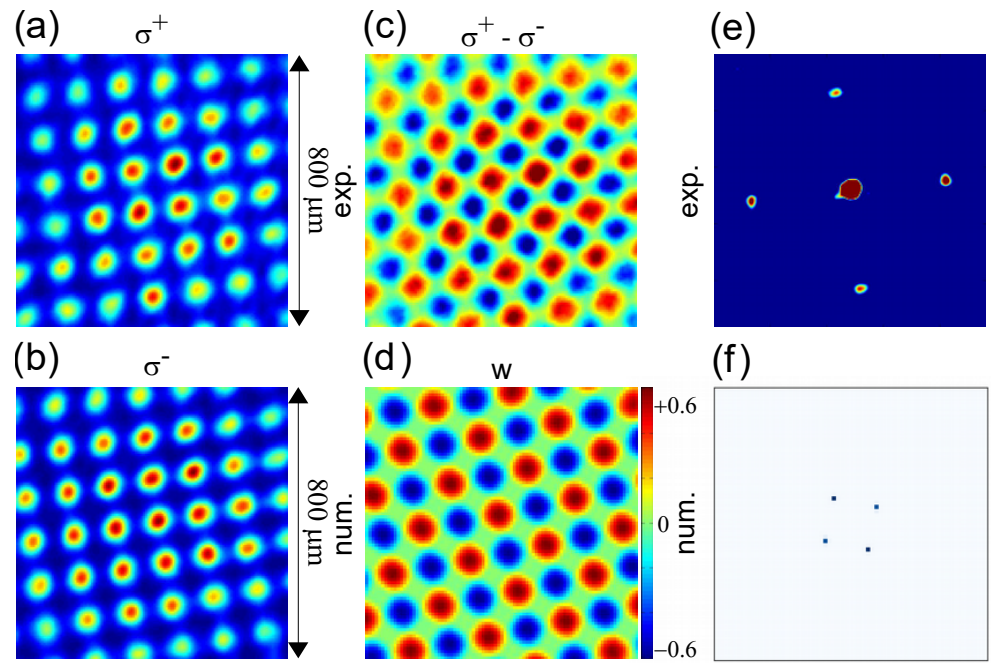 (a)
σ⁺
(c)
σ⁺ - σ⁻
(e)
800 μm
exp.
exp.
(b)
σ⁻
(d)
w
(f)
800 μm
num.
+0.6
0
−0.6
num.